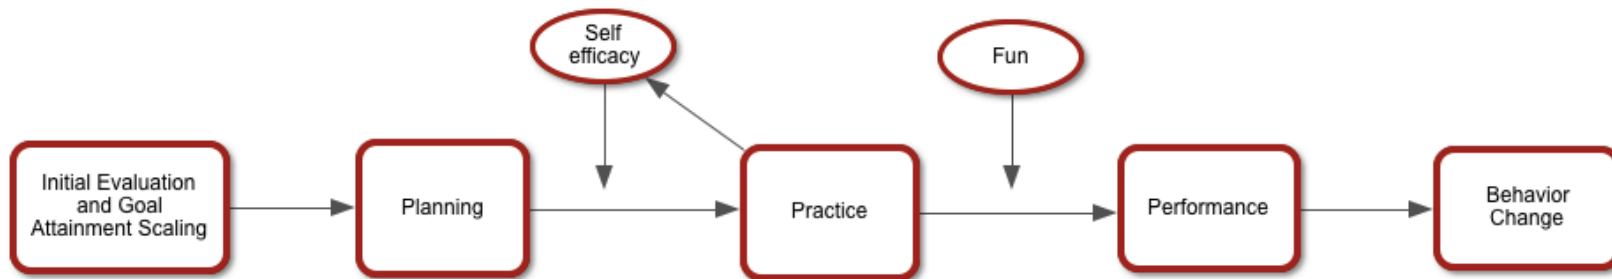 Self
efficacy
Fun
Initial Evaluation
and Goal
Attainment Scaling
Planning
Practice
Performance
Behavior
Change